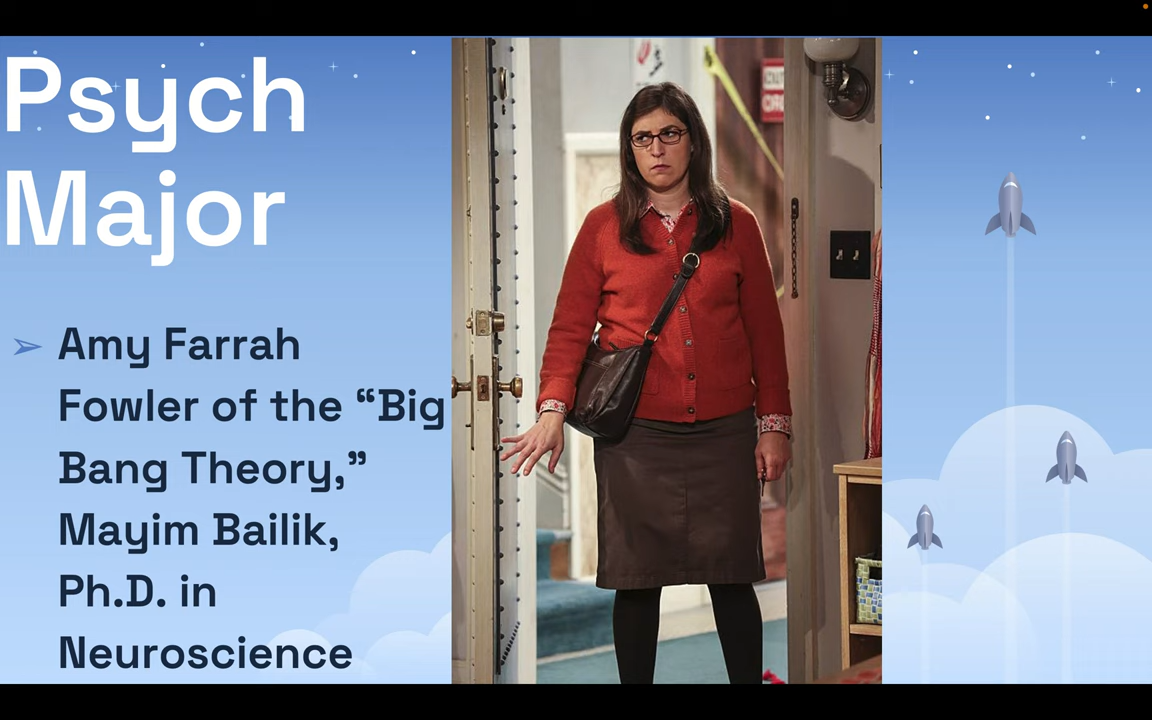 Psych
Major
➢ Amy Farrah
Fowler of the “Big
Bang Theory,”
Mayim Bailik,
Ph.D. in
Neuroscience